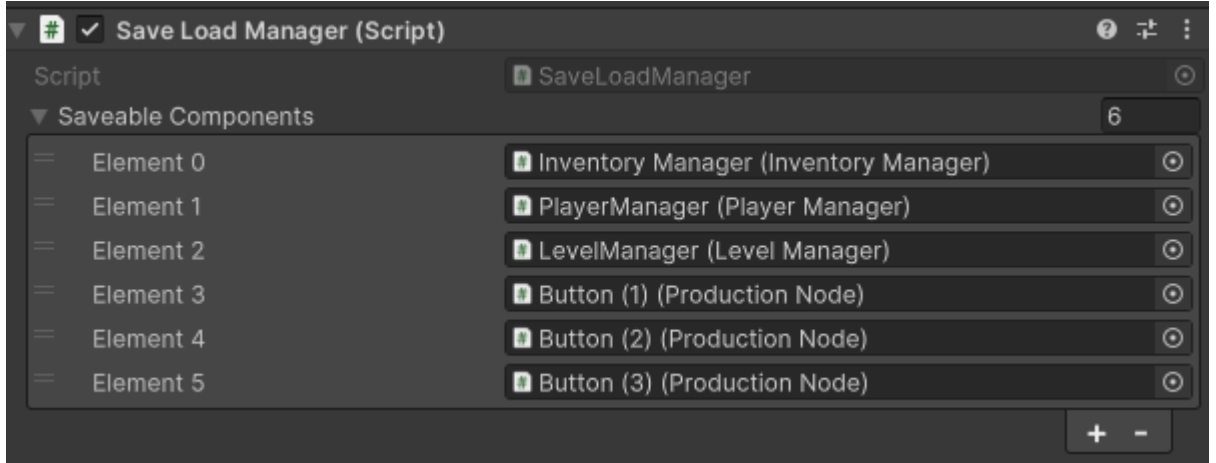 # Save Load Manager (Script)
Script # SaveLoadManager
Saveable Components 6
Element 0 # Inventory Manager (Inventory Manager)
Element 1 # PlayerManager (Player Manager)
Element 2 # LevelManager (Level Manager)
Element 3 # Button (1) (Production Node)
Element 4 # Button (2) (Production Node)
Element 5 # Button (3) (Production Node)
+ -